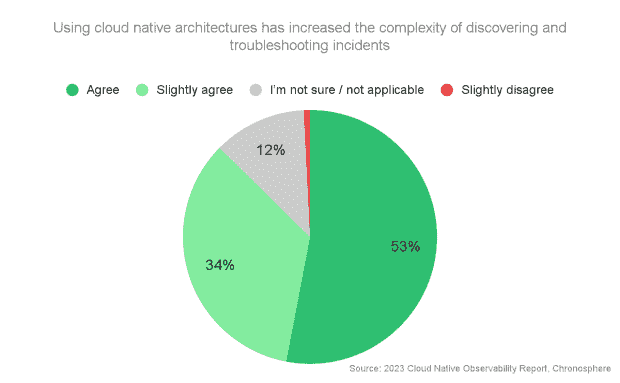 Using cloud native architectures has increased the complexity of discovering and
troubleshooting incidents
Agree Slightly agree I'm not sure / not applicable Slightly disagree
12%
53%
34%
Source: 2023 Cloud Native Observability Report, Chronosphere